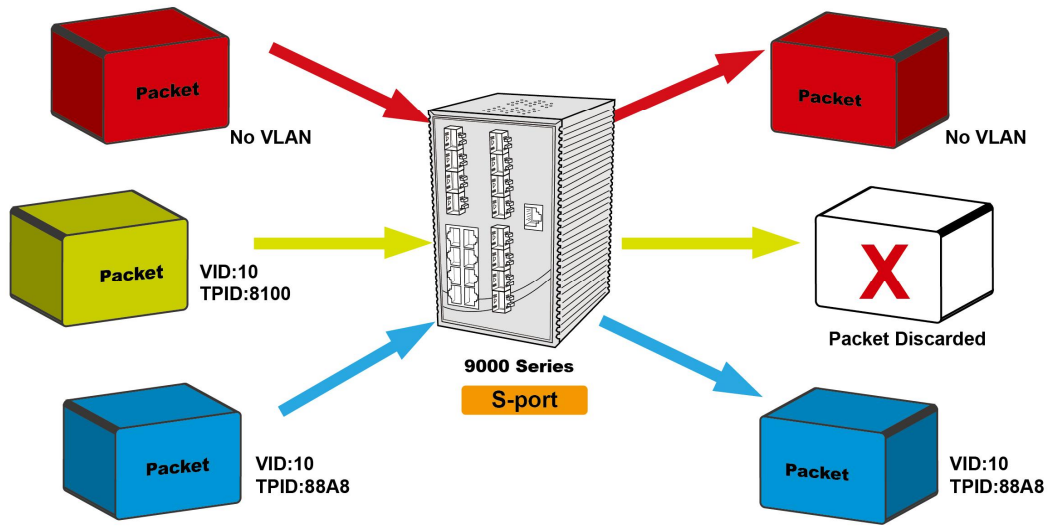 Packet
No VLAN
Packet
No VLAN
Packet
VID:10
TPID:8100
X
Packet Discarded
9000 Series
S-port
Packet
VID:10
TPID:88A8
Packet
VID:10
TPID:88A8